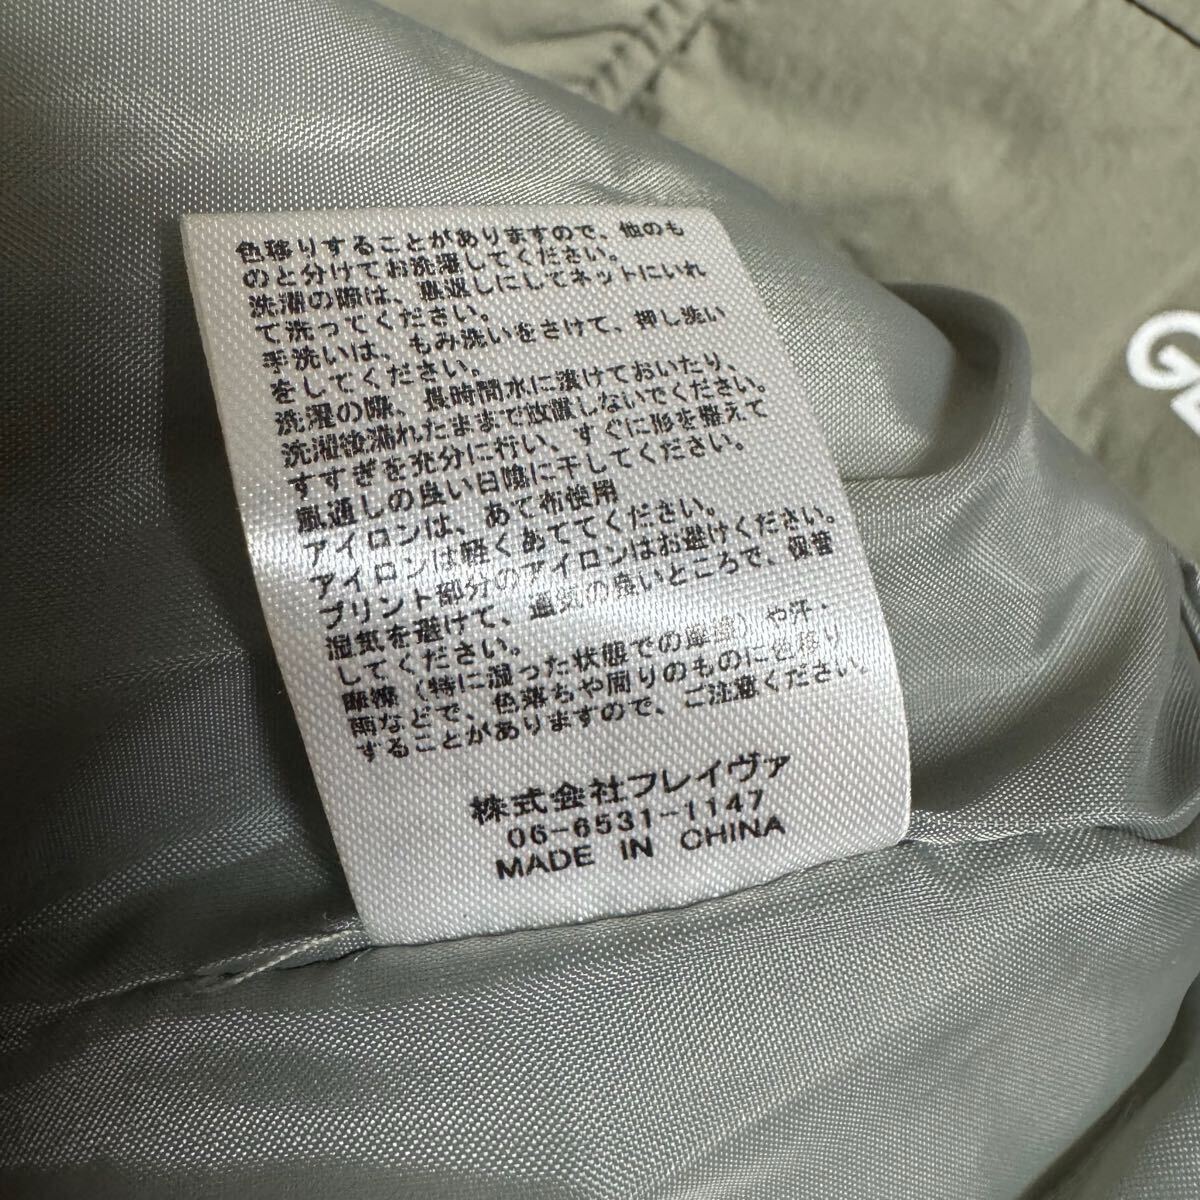 色移りすることがありますので、他のも
のと分けてお洗濯してください。
洗濯の際は、裏返しにしてネットにいれ
て洗ってください。
手洗いは、もみ洗いをさけて、押し洗い
をしてください。
洗濯の際、長時間水に漬けておいたり、
洗濯後濡れたままで放置しないでください。
すすぎを充分に行い、すぐに形を整えて
風通しの良い日陰に干してください。
アイロンは、あて布使用
アイロンは軽くあててください。
プリント部分のアイロンはお避けください。
湿気を避けて、通気の良いところで、保管
してください。
摩擦（特に湿った状態での摩擦）や汗・
雨などで、色落ちや周りのものに色移り
することがありますので、ご注意ください。
株式会社フレイヴァ
06-6531-1147
MADE IN CHINA